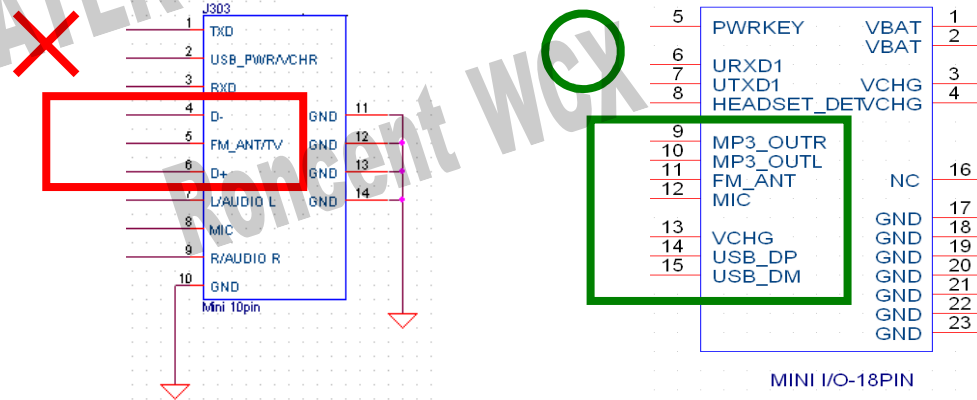 J303
1 TXD
2 USB_PWR/VCHR
3 RXD
4 D-
5 FM_ANT/TV
6 D+
7 L/AUDIO L
8 MIC
9 R/AUDIO R
10 GND
GND 11
GND 12
GND 13
GND 14
Mini 10pin
Roncent WCX
5 PWRKEY
6 URXD1
7 UTXD1
8 HEADSET_DET
9 MP3_OUTR
10 MP3_OUTL
11 FM_ANT
12 MIC
13 VCHG
14 USB_DP
15 USB_DM
VBAT 1
VBAT 2
VCHG 3
VCHG 4
NC 16
GND 17
GND 18
GND 19
GND 20
GND 21
GND 22
GND 23
MINI I/O-18PIN